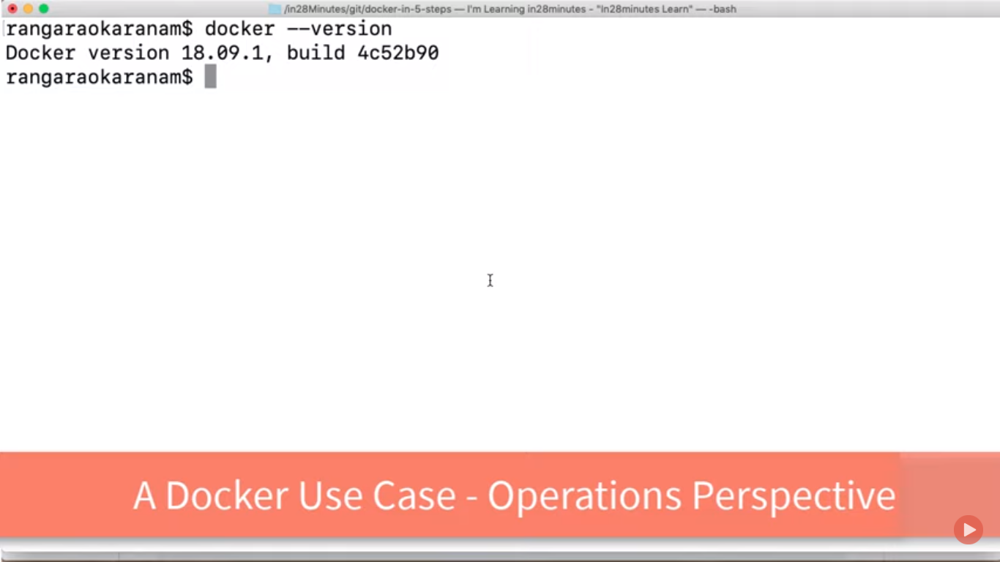 /in28Minutes/git/docker-in-5-steps — I'm Learning in28minutes - "In28minutes Learn" — -bash
rangaraokaranam$ docker --version
Docker version 18.09.1, build 4c52b90
rangaraokaranam$
A Docker Use Case - Operations Perspective